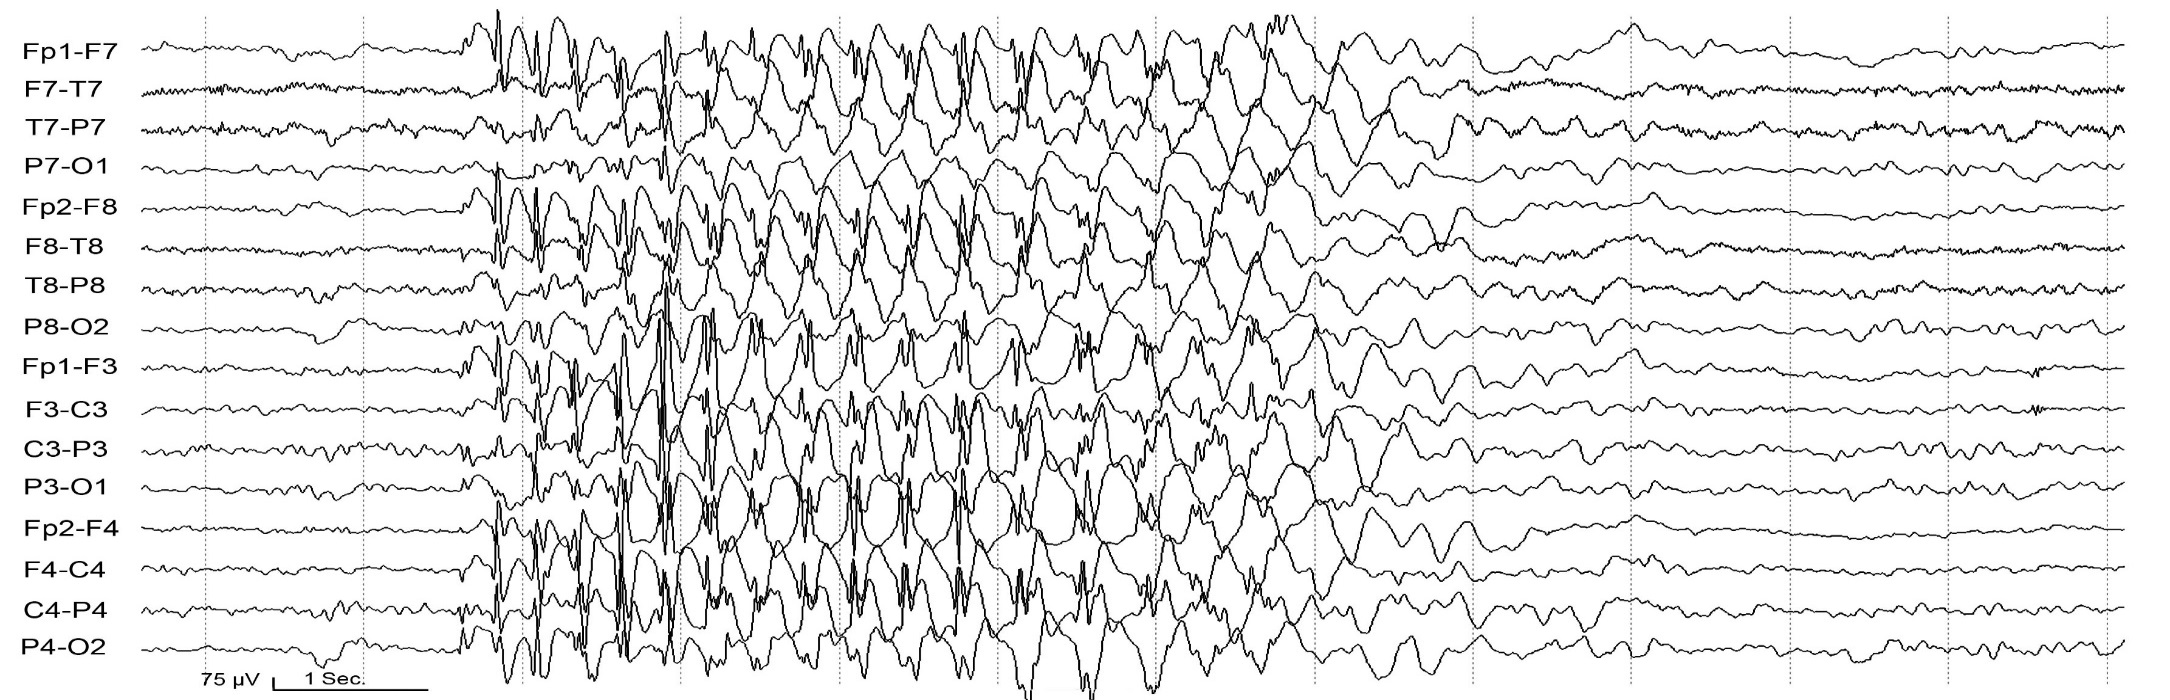 Fp1-F7
F7-T7
T7-P7
P7-O1
Fp2-F8
F8-T8
T8-P8
P8-O2
Fp1-F3
F3-C3
C3-P3
P3-O1
Fp2-F4
F4-C4
C4-P4
P4-O2
75 µV 1 Sec.